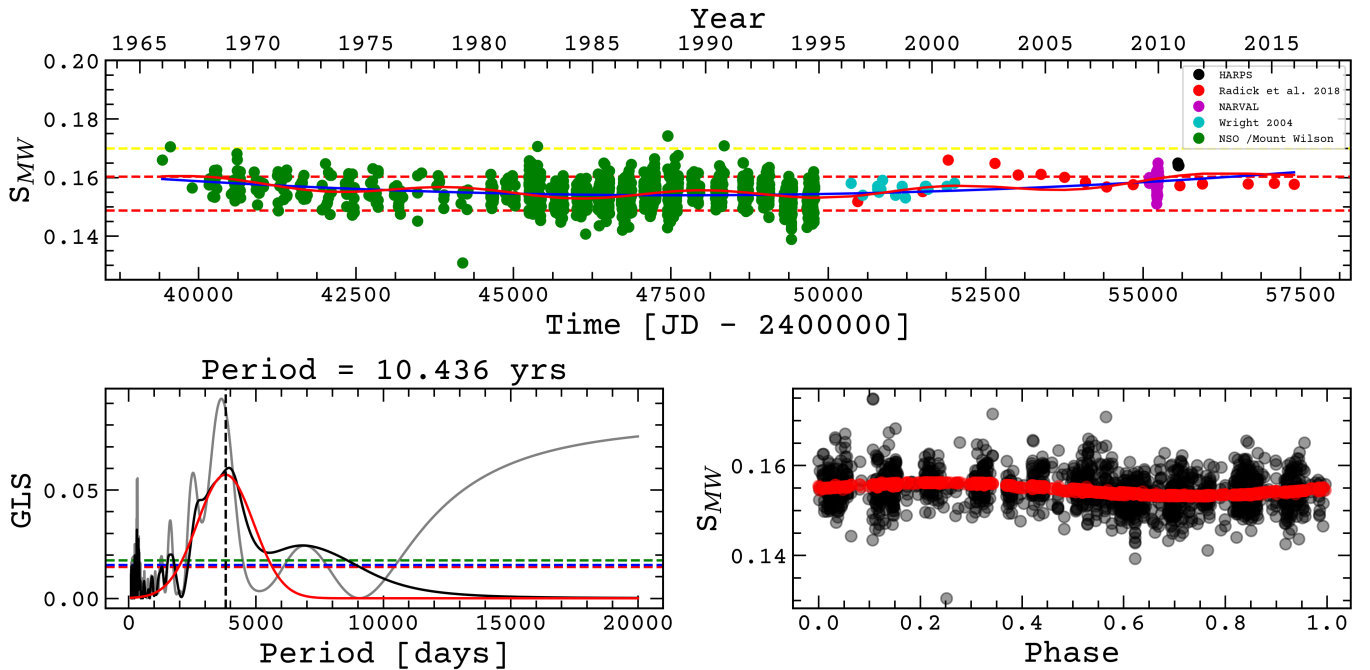 Year
1965 1970 1975 1980 1985 1990 1995 2000 2005 2010 2015
0.20
0.18
0.16
0.14
S_MW
HARPS
Radick et al. 2018
NARVAL
Wright 2004
NSO /Mount Wilson
40000 42500 45000 47500 50000 52500 55000 57500
Time [JD - 2400000]
Period = 10.436 yrs
0.05
0.00
GLS
0 5000 10000 15000 20000
Period [days]
0.16
0.14
S_MW
0.0 0.2 0.4 0.6 0.8 1.0
Phase